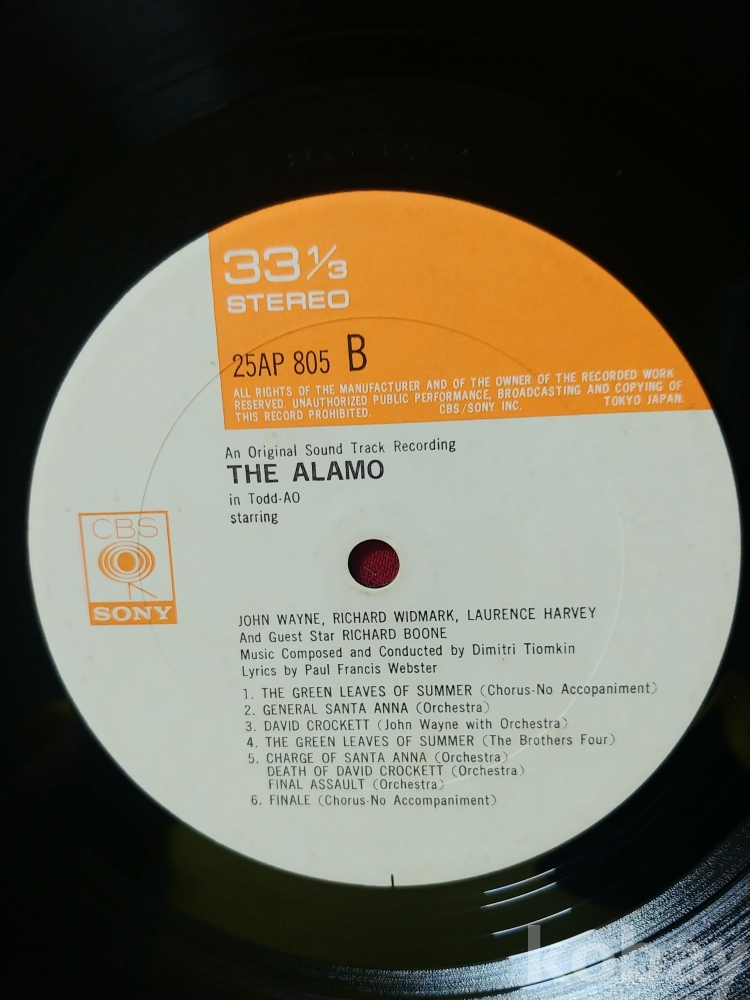 33 1/3
STEREO
25AP 805 B
ALL RIGHTS OF THE MANUFACTURER AND OF THE OWNER OF THE RECORDED WORK
RESERVED. UNAUTHORIZED PUBLIC PERFORMANCE, BROADCASTING AND COPYING OF
THIS RECORD PROHIBITED. CBS/SONY INC. TOKYO JAPAN.
An Original Sound Track Recording
THE ALAMO
in Todd-AO
starring
CBS
SONY
JOHN WAYNE, RICHARD WIDMARK, LAURENCE HARVEY
And Guest Star RICHARD BOONE
Music Composed and Conducted by Dimitri Tiomkin
Lyrics by Paul Francis Webster
1. THE GREEN LEAVES OF SUMMER (Chorus-No Accopaniment)
2. GENERAL SANTA ANNA (Orchestra)
3. DAVID CROCKETT (John Wayne with Orchestra)
4. THE GREEN LEAVES OF SUMMER (The Brothers Four)
5. CHARGE OF SANTA ANNA (Orchestra)
DEATH OF DAVID CROCKETT (Orchestra)
FINAL ASSAULT (Orchestra)
6. FINALE (Chorus-No Accompaniment)